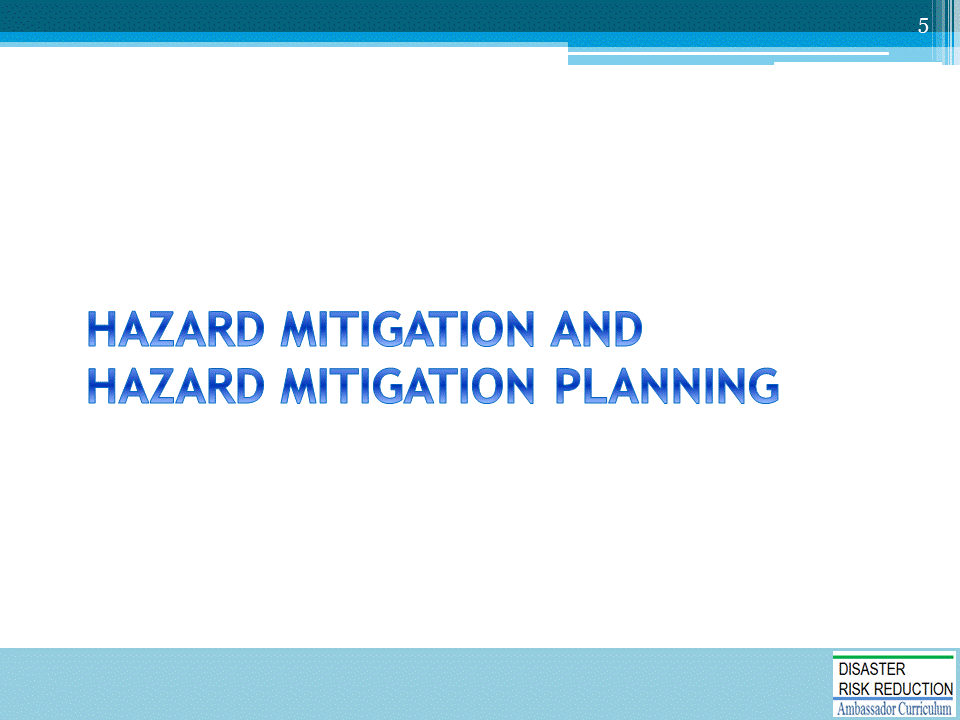 5
HAZARD MITIGATION AND
HAZARD MITIGATION PLANNING
DISASTER
RISK REDUCTION
Ambassador Curriculum